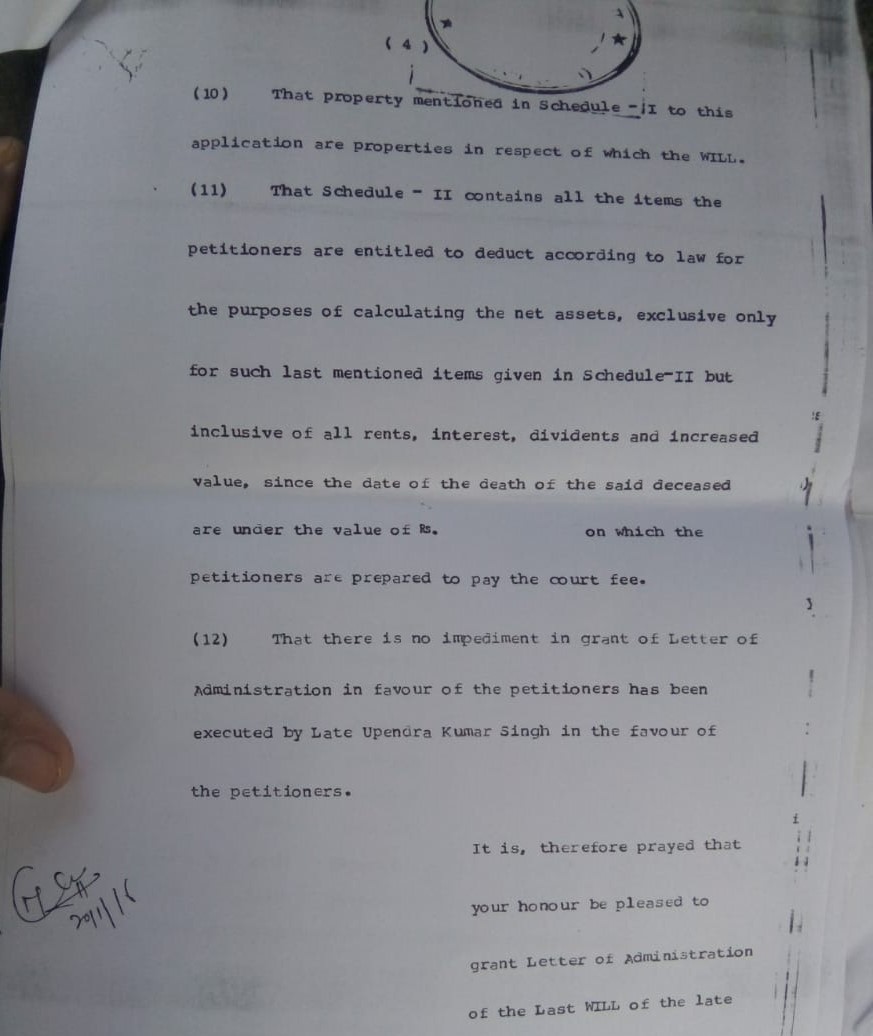 ( 4 )
(10) That property mentioned in Schedule -II to this
application are properties in respect of which the WILL.
(11) That Schedule - II contains all the items the
petitioners are entitled to deduct according to law for
the purposes of calculating the net assets, exclusive only
for such last mentioned items given in Schedule-II but
inclusive of all rents, interest, dividents and increased
value, since the date of the death of the said deceased
are under the value of Rs. on which the
petitioners are prepared to pay the court fee.
(12) That there is no impediment in grant of Letter of
Administration in favour of the petitioners has been
executed by Late Upendra Kumar Singh in the favour of
the petitioners.
It is, therefore prayed that
your honour be pleased to
grant Letter of Administration
of the Last WILL of the late